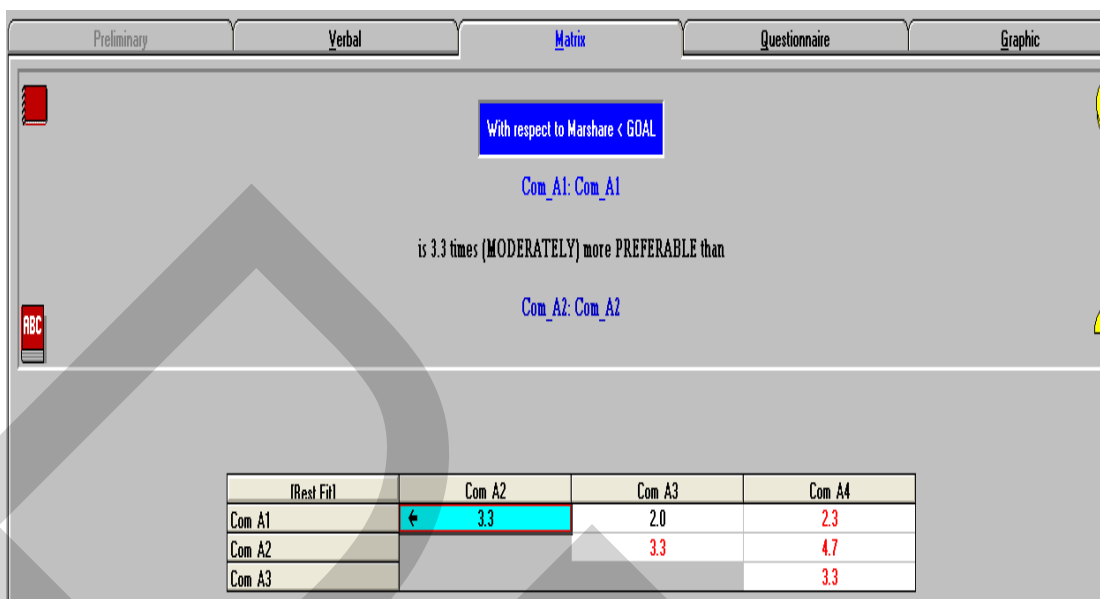 Preliminary Verbal Matrix Questionnaire Graphic
With respect to Marshare < GOAL
Com_A1: Com_A1
is 3.3 times (MODERATELY) more PREFERABLE than
Com_A2: Com_A2
ABC
[Best Fit] Com A2 Com A3 Com A4
Com A1 3.3 2.0 2.3
Com A2 3.3 4.7
Com A3 3.3